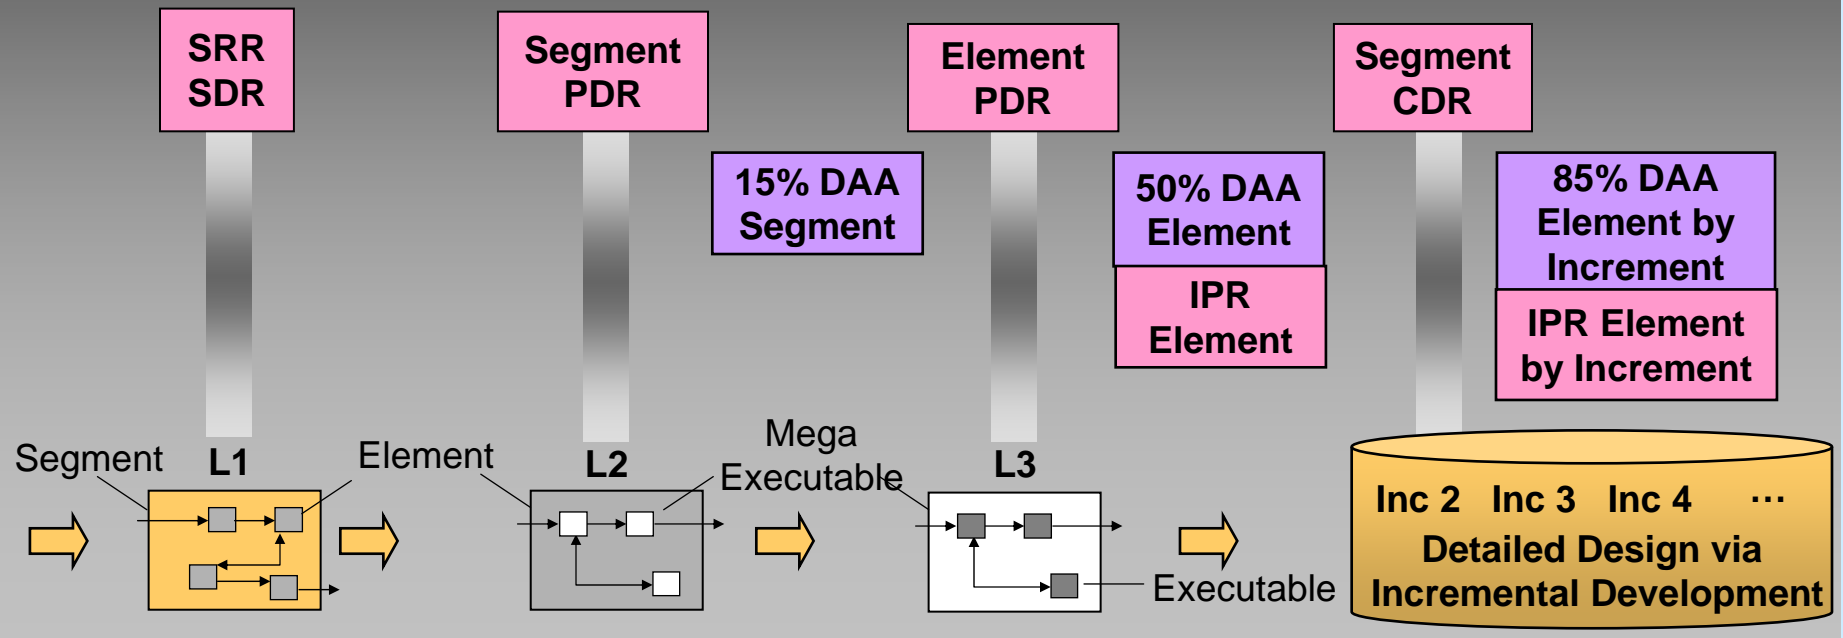 SRR
SDR
Segment
PDR
Element
PDR
Segment
CDR
15% DAA
Segment
50% DAA
Element
IPR
Element
85% DAA
Element by
Increment
IPR Element
by Increment
Segment
L1
Element
L2
Mega
Executable
L3
Executable
Inc 2 Inc 3 Inc 4 ...
Detailed Design via
Incremental Development